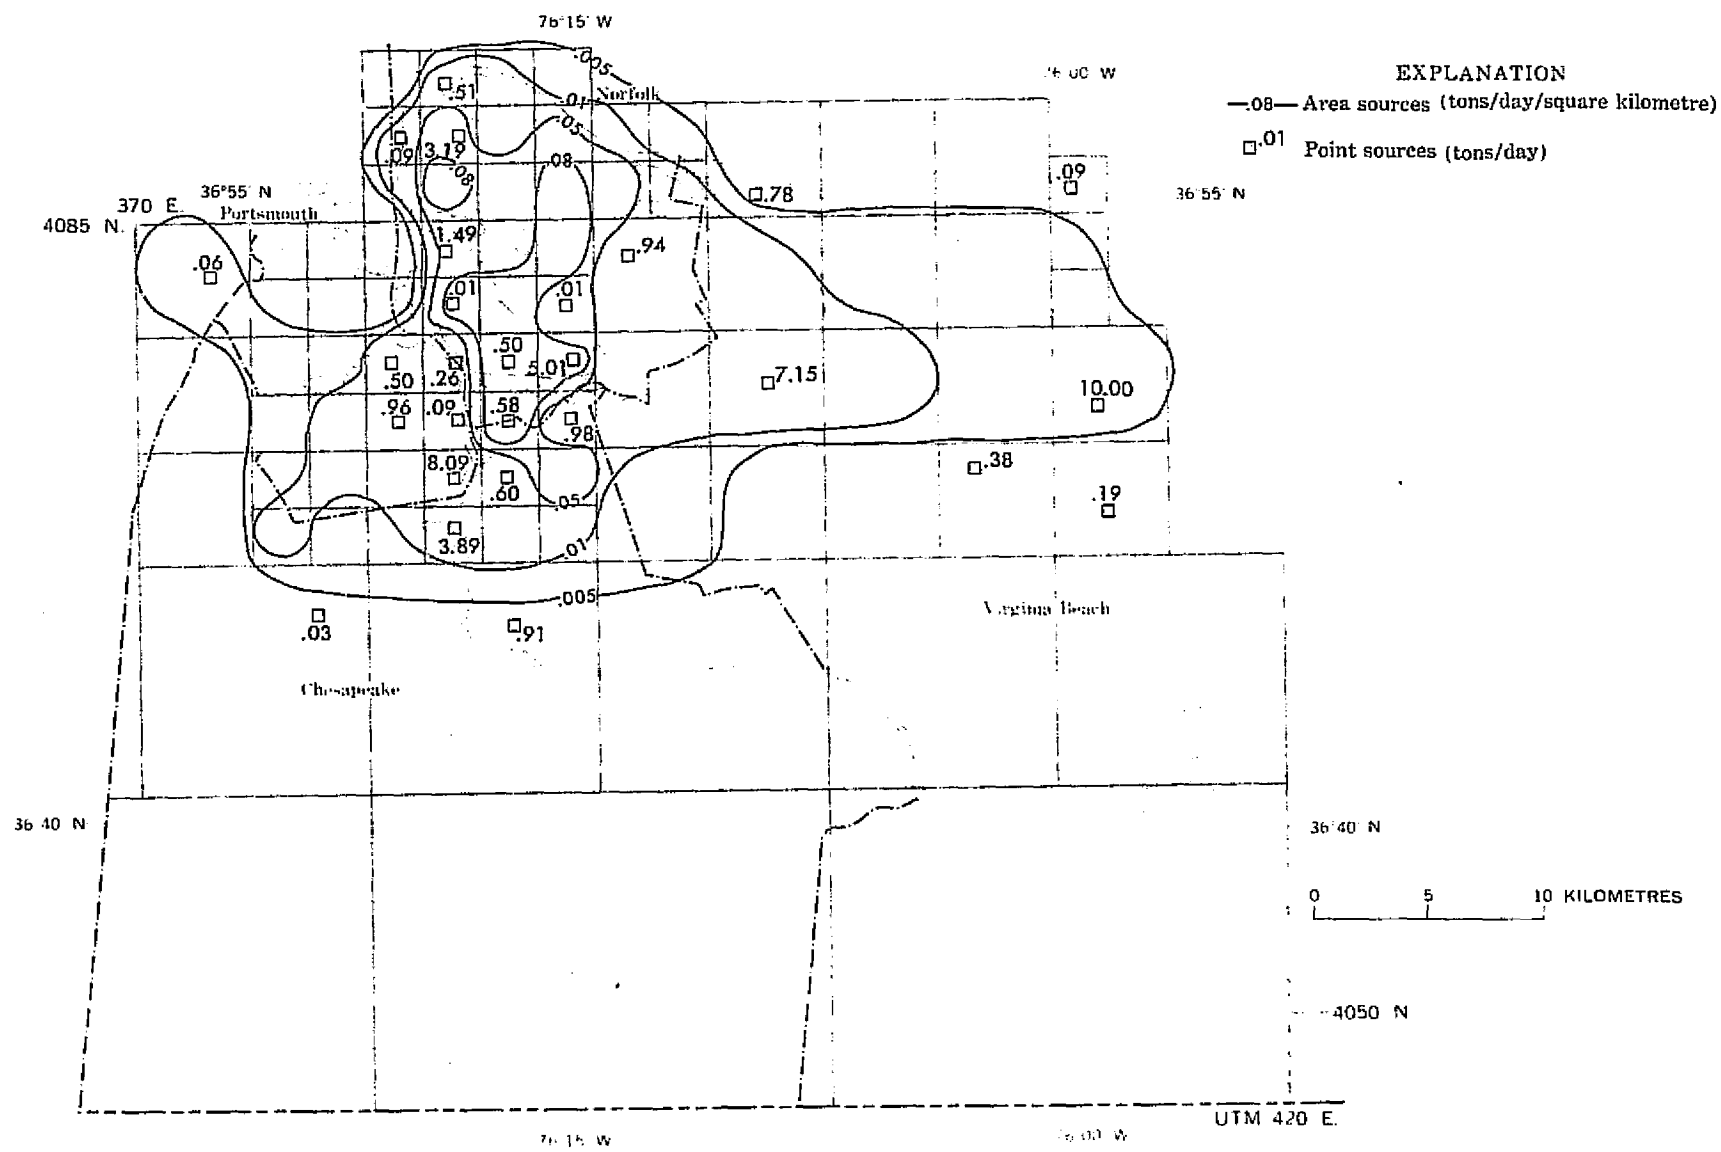 76°15' W
76 00 W
EXPLANATION
—.08— Area sources (tons/day/square kilometre)
.01 Point sources (tons/day)
.005
.51
.01
Norfolk
.05
.09
3.19
.08
.08
.09
.78
36°55' N
36°55' N
370 E.
Portsmouth
4085 N.
1.49
.94
.06
.01
.01
.50
5.01
.50
.26
7.15
10.00
.96
.09
.58
.98
8.09
.60
.38
.05
.19
3.89
.01
.005
Virginia Beach
.03
.91
Chesapeake
36 40 N
36°40' N
0 5 10 KILOMETRES
4050 N
UTM 420 E.
76 15 W
76 00 W